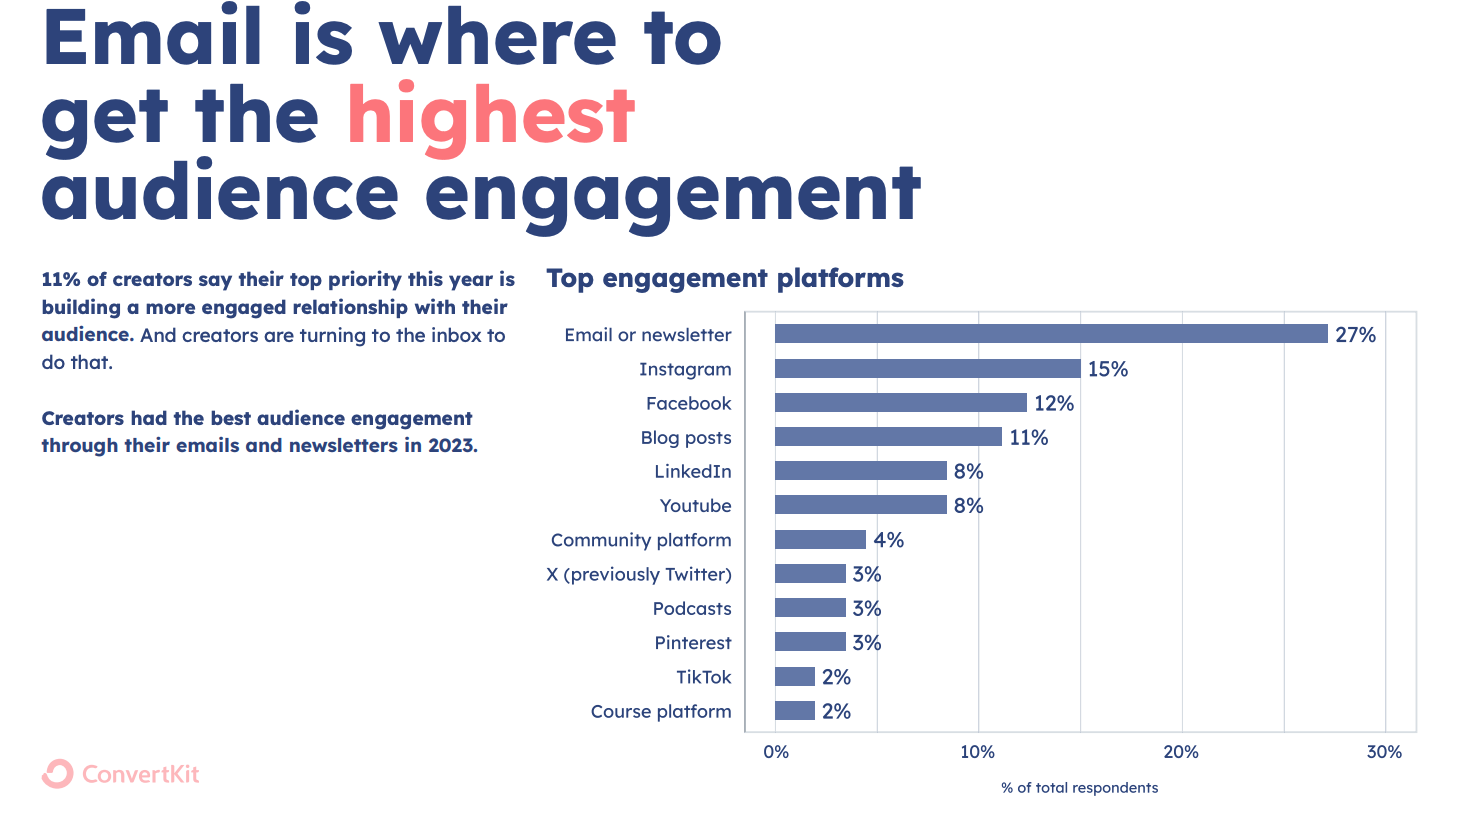 Email is where to
get the highest
audience engagement
11% of creators say their top priority this year is
building a more engaged relationship with their
audience. And creators are turning to the inbox to
do that.
Creators had the best audience engagement
through their emails and newsletters in 2023.
Top engagement platforms
Email or newsletter 27%
Instagram 15%
Facebook 12%
Blog posts 11%
LinkedIn 8%
Youtube 8%
Community platform 4%
X (previously Twitter) 3%
Podcasts 3%
Pinterest 3%
TikTok 2%
Course platform 2%
0% 10% 20% 30%
% of total respondents
ConvertKit